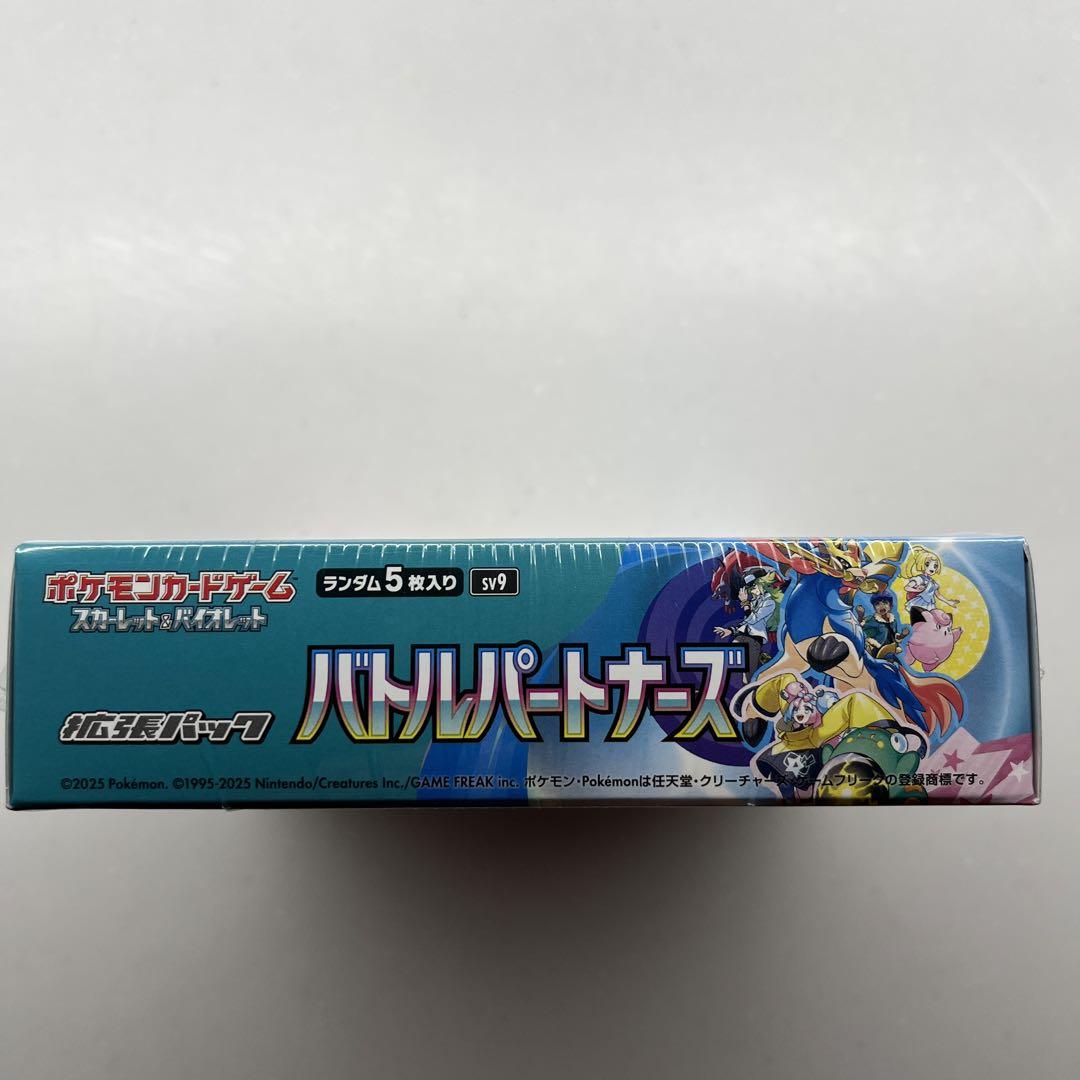 ポケモンカードゲーム™
スカーレット&バイオレット
ランダム5枚入り
SV9
バトルパートナーズ
拡張パック
©2025 Pokémon. ©1995-2025 Nintendo/Creatures Inc./GAME FREAK inc. ポケモン・Pokémonは任天堂・クリーチャーズ・ゲームフリークの登録商標です。